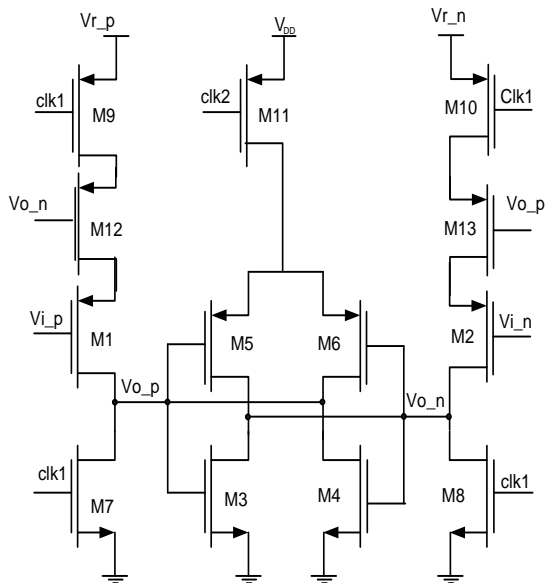 Vr_p
V_DD
Vr_n
clk1
M9
clk2
M11
M10
Clk1
Vo_n
M12
M13
Vo_p
Vi_p
M1
M5
M6
M2
Vi_n
Vo_p
Vo_n
clk1
M7
M3
M4
M8
clk1